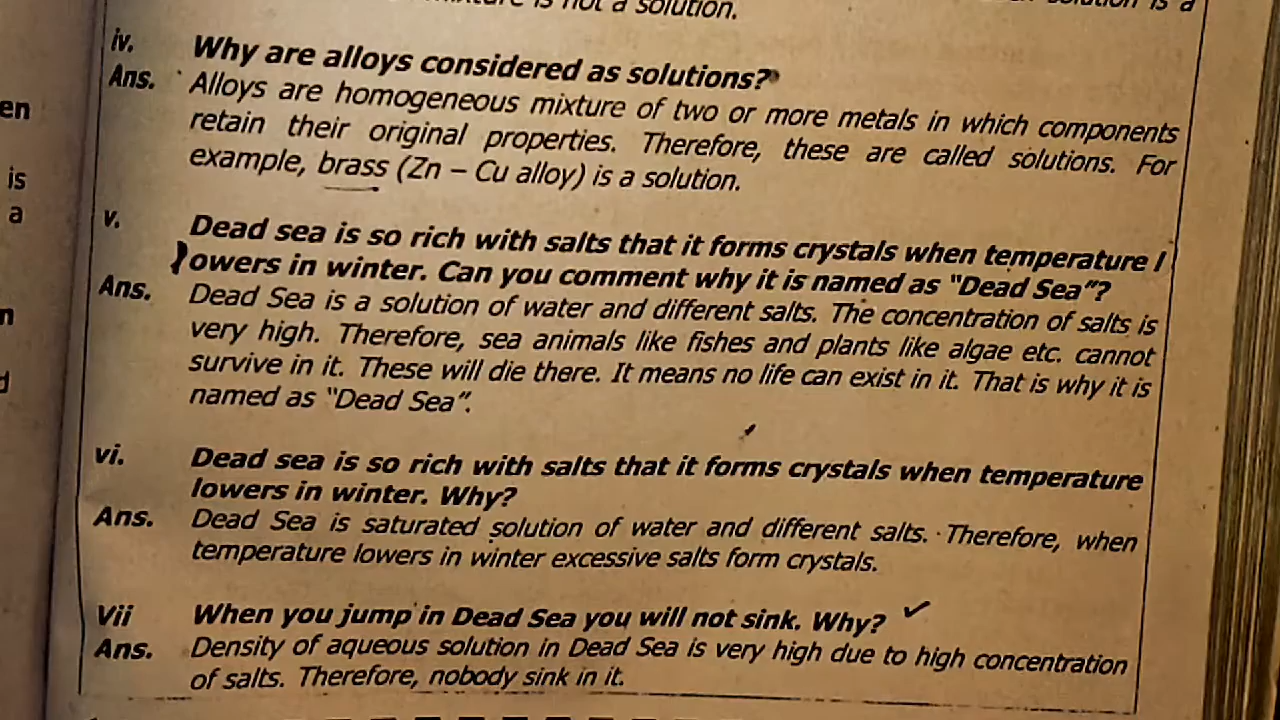 is not a solution.
solution is a
iv. Why are alloys considered as solutions?
Ans. Alloys are homogeneous mixture of two or more metals in which components
retain their original properties. Therefore, these are called solutions. For
example, brass (Zn – Cu alloy) is a solution.
v. Dead sea is so rich with salts that it forms crystals when temperature l
owers in winter. Can you comment why it is named as "Dead Sea"?
Ans. Dead Sea is a solution of water and different salts. The concentration of salts is
very high. Therefore, sea animals like fishes and plants like algae etc. cannot
survive in it. These will die there. It means no life can exist in it. That is why it is
named as "Dead Sea".
vi. Dead sea is so rich with salts that it forms crystals when temperature
lowers in winter. Why?
Ans. Dead Sea is saturated solution of water and different salts. Therefore, when
temperature lowers in winter excessive salts form crystals.
Vii When you jump in Dead Sea you will not sink. Why?
Ans. Density of aqueous solution in Dead Sea is very high due to high concentration
of salts. Therefore, nobody sink in it.
en
is
a